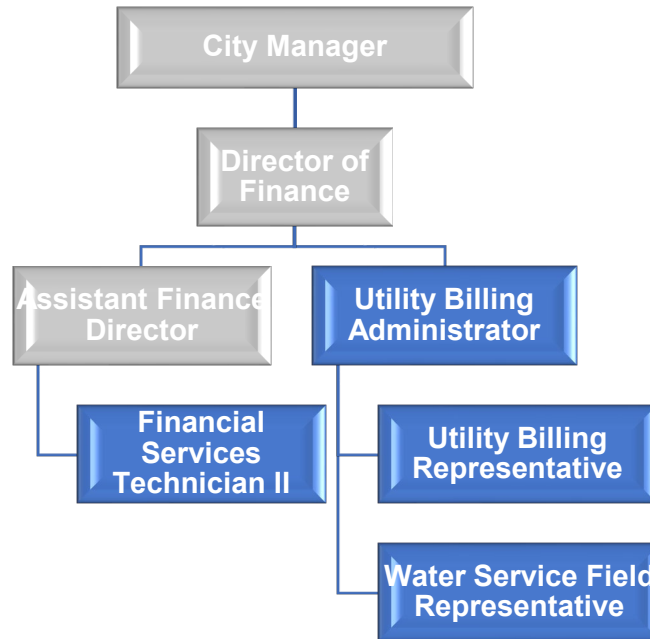 City Manager
Director of
Finance
Assistant Finance
Director
Utility Billing
Administrator
Financial
Services
Technician II
Utility Billing
Representative
Water Service Field
Representative